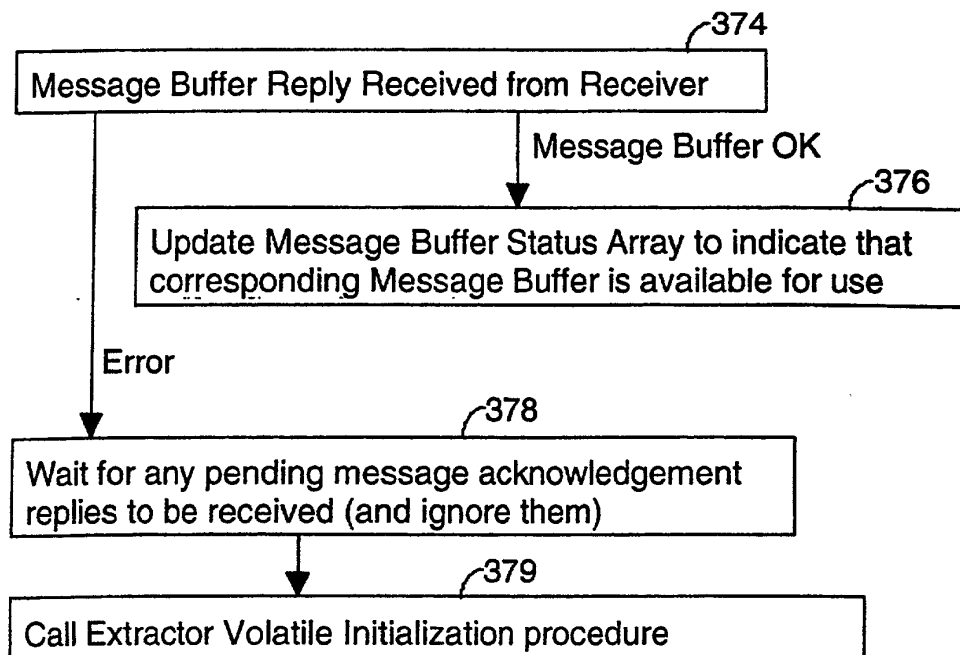 374
Message Buffer Reply Received from Receiver
Message Buffer OK
376
Update Message Buffer Status Array to indicate that
corresponding Message Buffer is available for use
Error
378
Wait for any pending message acknowledgement
replies to be received (and ignore them)
379
Call Extractor Volatile Initialization procedure